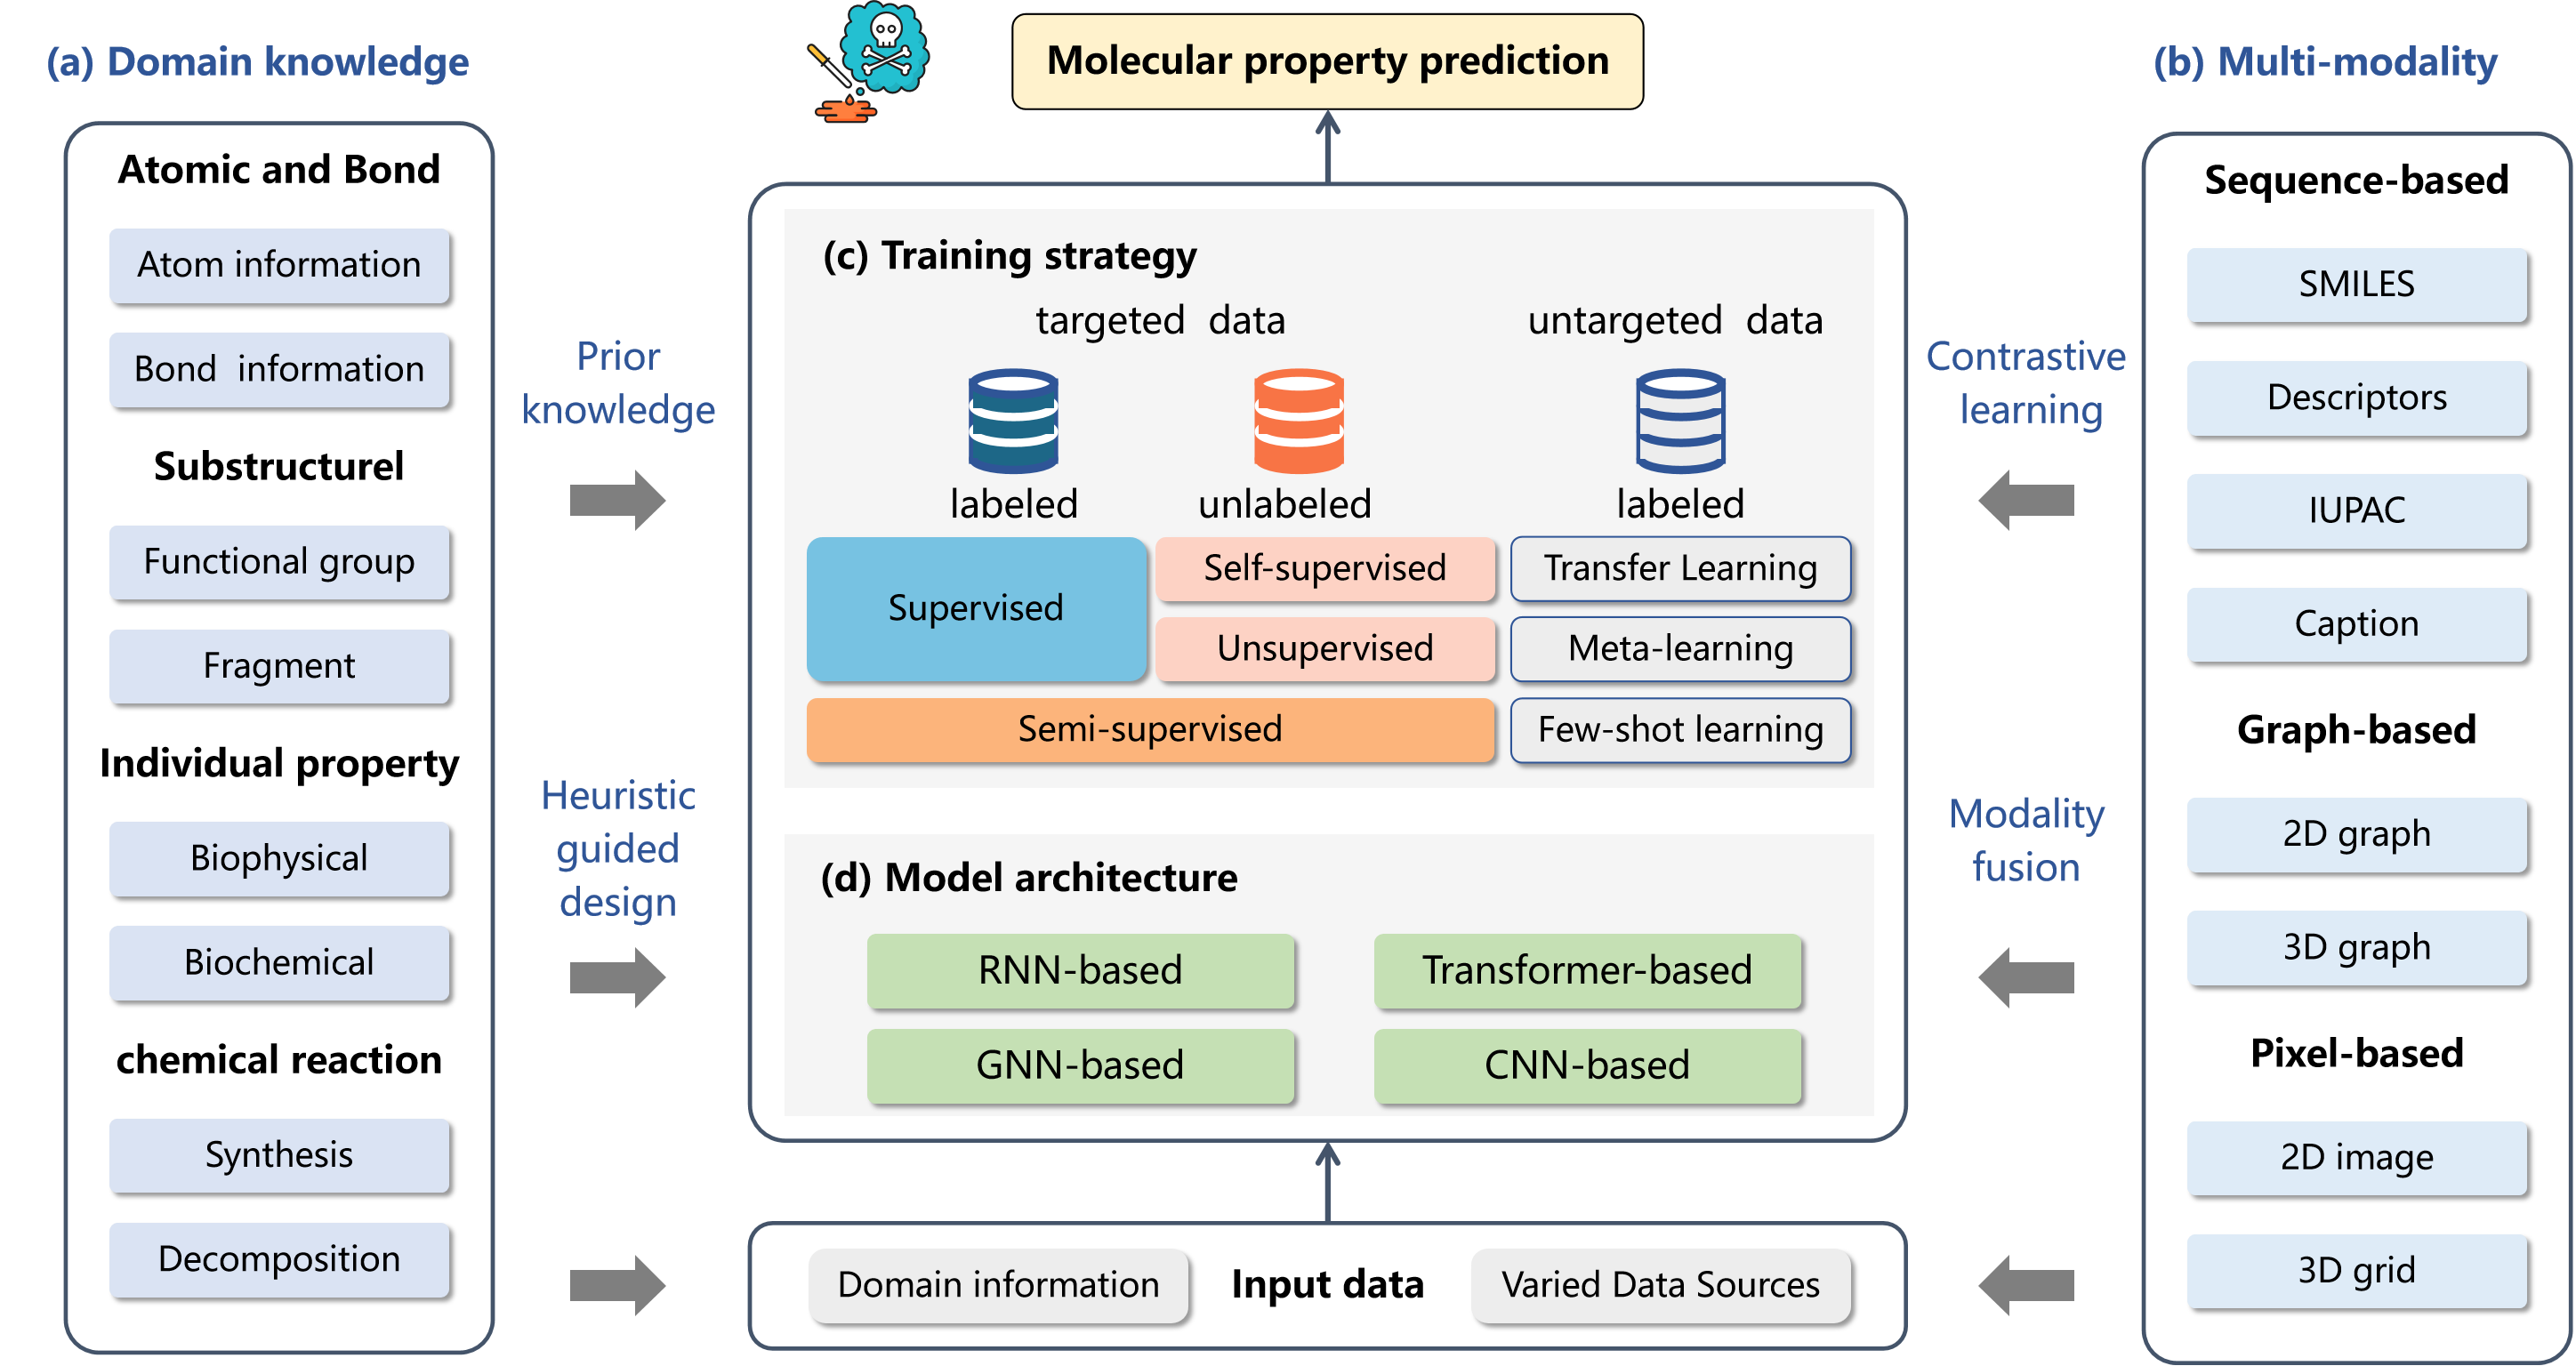 (a) Domain knowledge
Atomic and Bond
Atom information
Bond information
Substructurel
Functional group
Fragment
Individual property
Biophysical
Biochemical
chemical reaction
Synthesis
Decomposition
Prior
knowledge
Heuristic
guided
design
Molecular property prediction
(c) Training strategy
targeted data
untargeted data
labeled
unlabeled
labeled
Supervised
Self-supervised
Unsupervised
Semi-supervised
Transfer Learning
Meta-learning
Few-shot learning
(d) Model architecture
RNN-based
Transformer-based
GNN-based
CNN-based
Domain information
Input data
Varied Data Sources
Contrastive
learning
Modality
fusion
(b) Multi-modality
Sequence-based
SMILES
Descriptors
IUPAC
Caption
Graph-based
2D graph
3D graph
Pixel-based
2D image
3D grid